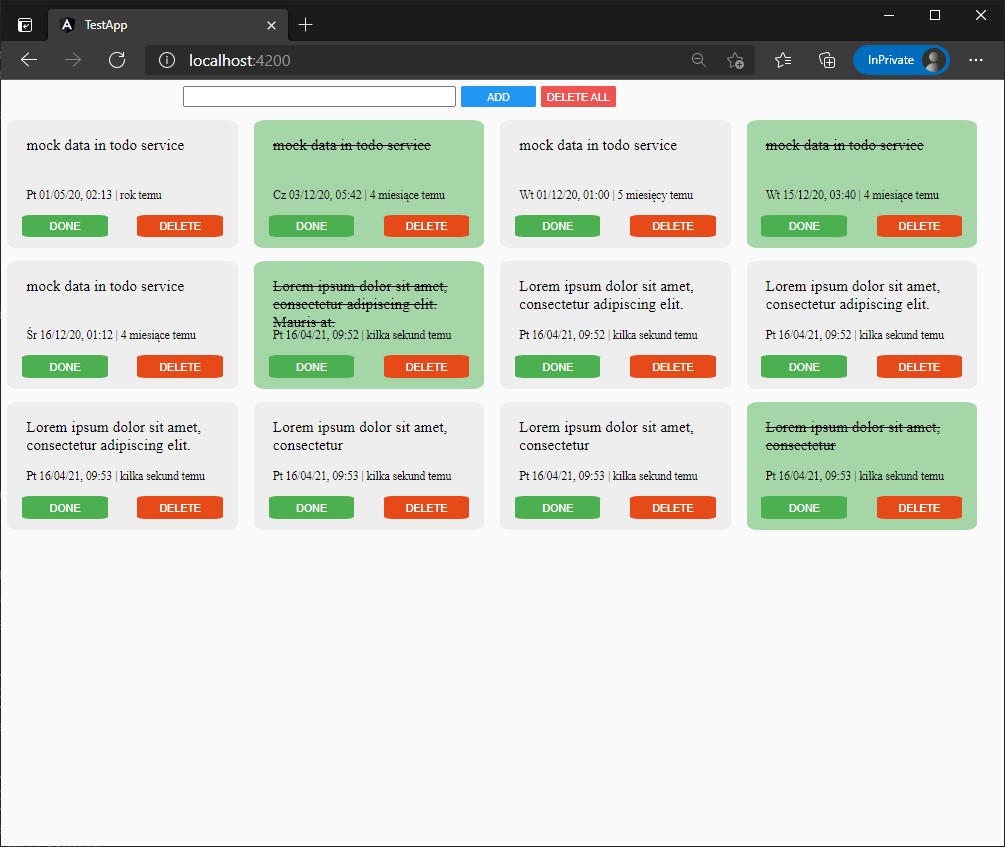 TestApp
localhost:4200
InPrivate
ADD
DELETE ALL
mock data in todo service
Pt 01/05/20, 02:13 | rok temu
DONE
DELETE
mock data in todo service
Cz 03/12/20, 05:42 | 4 miesiące temu
DONE
DELETE
mock data in todo service
Wt 01/12/20, 01:00 | 5 miesięcy temu
DONE
DELETE
mock data in todo service
Wt 15/12/20, 03:40 | 4 miesiące temu
DONE
DELETE
mock data in todo service
Śr 16/12/20, 01:12 | 4 miesiące temu
DONE
DELETE
Lorem ipsum dolor sit amet,
consectetur adipiscing elit.
Mauris at.
Pt 16/04/21, 09:52 | kilka sekund temu
DONE
DELETE
Lorem ipsum dolor sit amet,
consectetur adipiscing elit.
Pt 16/04/21, 09:52 | kilka sekund temu
DONE
DELETE
Lorem ipsum dolor sit amet,
consectetur adipiscing elit.
Pt 16/04/21, 09:52 | kilka sekund temu
DONE
DELETE
Lorem ipsum dolor sit amet,
consectetur adipiscing elit.
Pt 16/04/21, 09:53 | kilka sekund temu
DONE
DELETE
Lorem ipsum dolor sit amet,
consectetur
Pt 16/04/21, 09:53 | kilka sekund temu
DONE
DELETE
Lorem ipsum dolor sit amet,
consectetur
Pt 16/04/21, 09:53 | kilka sekund temu
DONE
DELETE
Lorem ipsum dolor sit amet,
consectetur
Pt 16/04/21, 09:53 | kilka sekund temu
DONE
DELETE